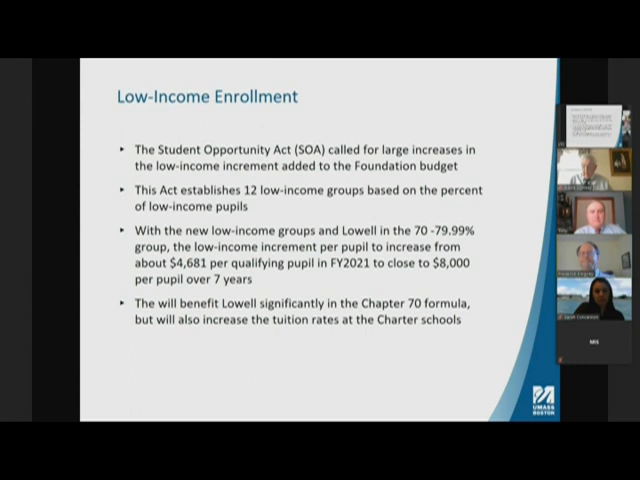 Low-Income Enrollment
The Student Opportunity Act (SOA) called for large increases in
the low-income increment added to the Foundation budget
This Act establishes 12 low-income groups based on the percent
of low-income pupils
With the new low-income groups and Lowell in the 70 -79.99%
group, the low-income increment per pupil to increase from
about $4,681 per qualifying pupil in FY2021 to close to $8,000
per pupil over 7 years
The will benefit Lowell significantly in the Chapter 70 formula,
but will also increase the tuition rates at the Charter schools
UMASS
BOSTON
MIS